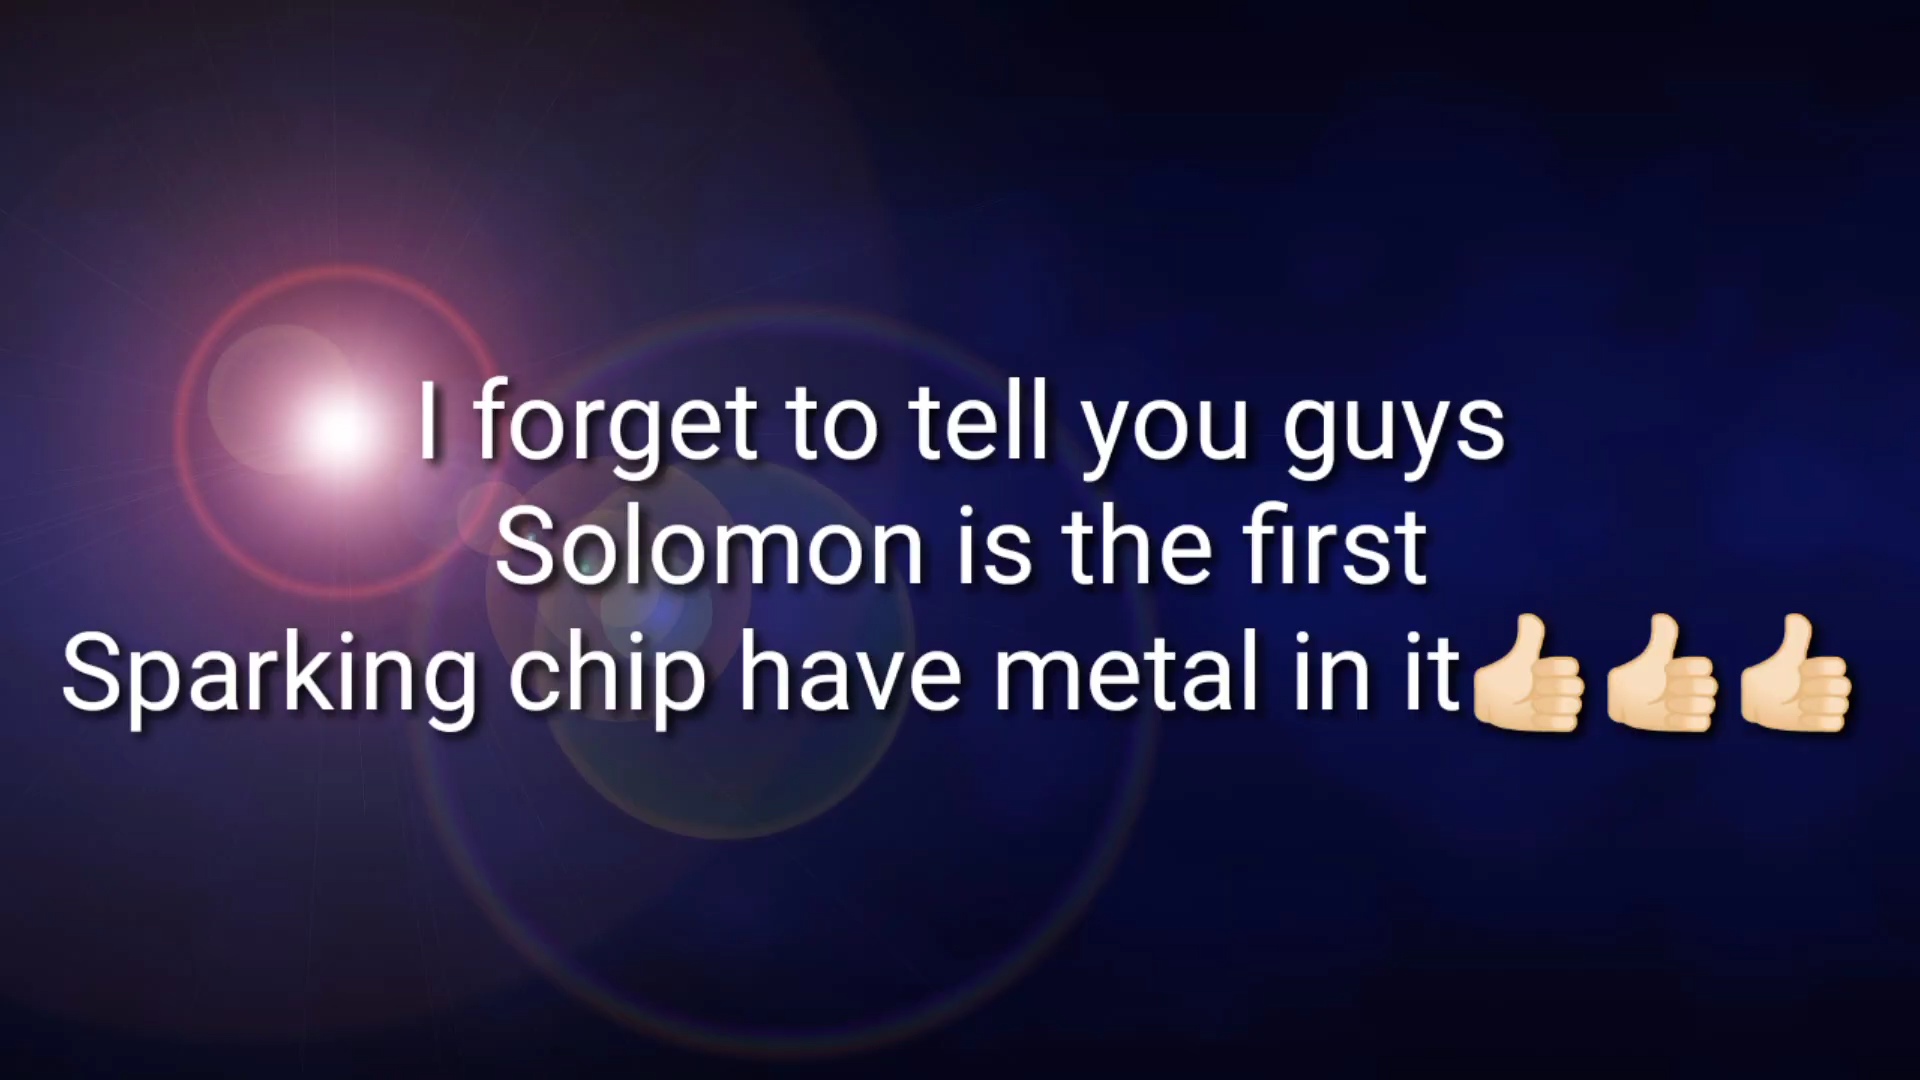 I forget to tell you guys
Solomon is the first
Sparking chip have metal in it👍🏻👍🏻👍🏻